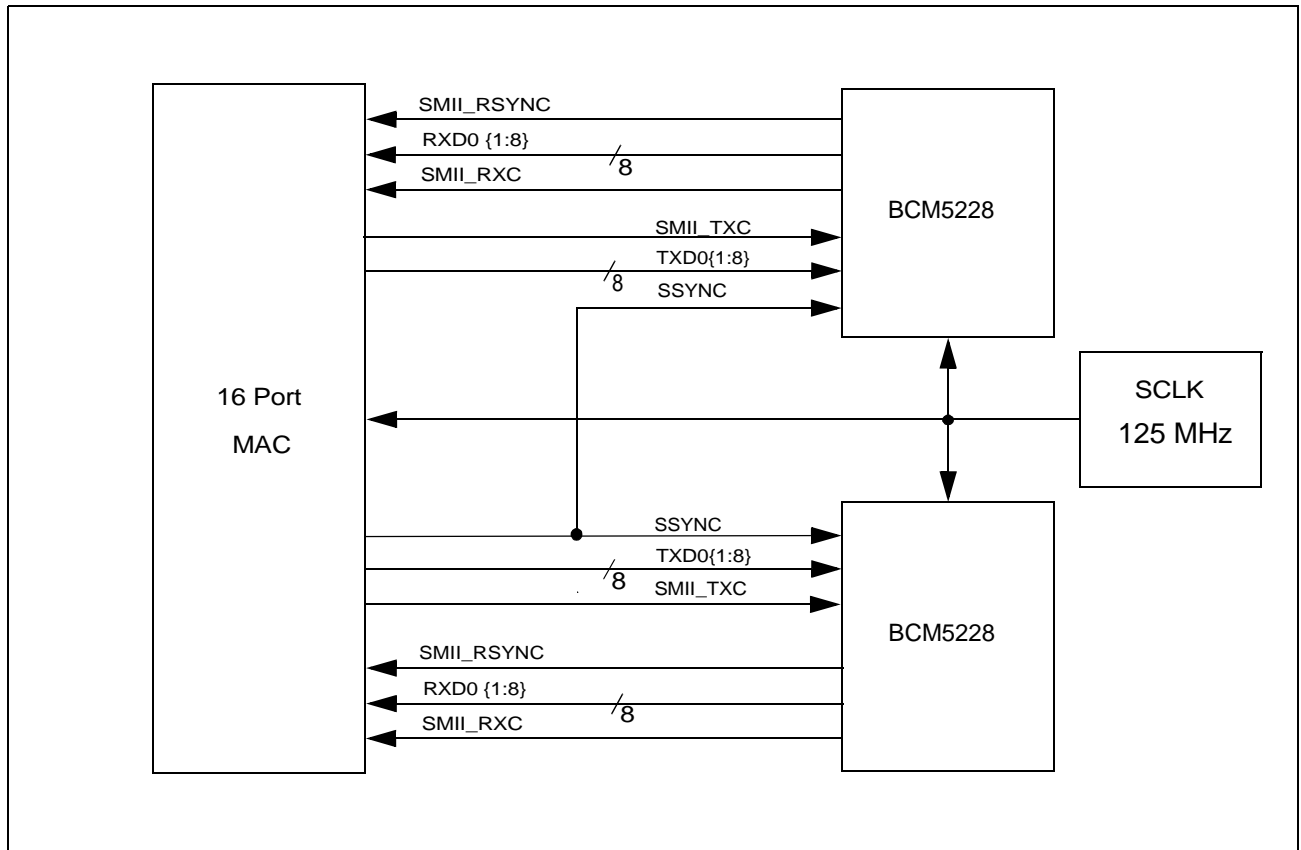 SMII_RSYNC
RXD0 {1:8}
8
SMII_RXC
BCM5228
SMII_TXC
TXD0{1:8}
8
SSYNC
16 Port
MAC
SCLK
125 MHz
SSYNC
TXD0{1:8}
8
SMII_TXC
BCM5228
SMII_RSYNC
RXD0 {1:8}
8
SMII_RXC